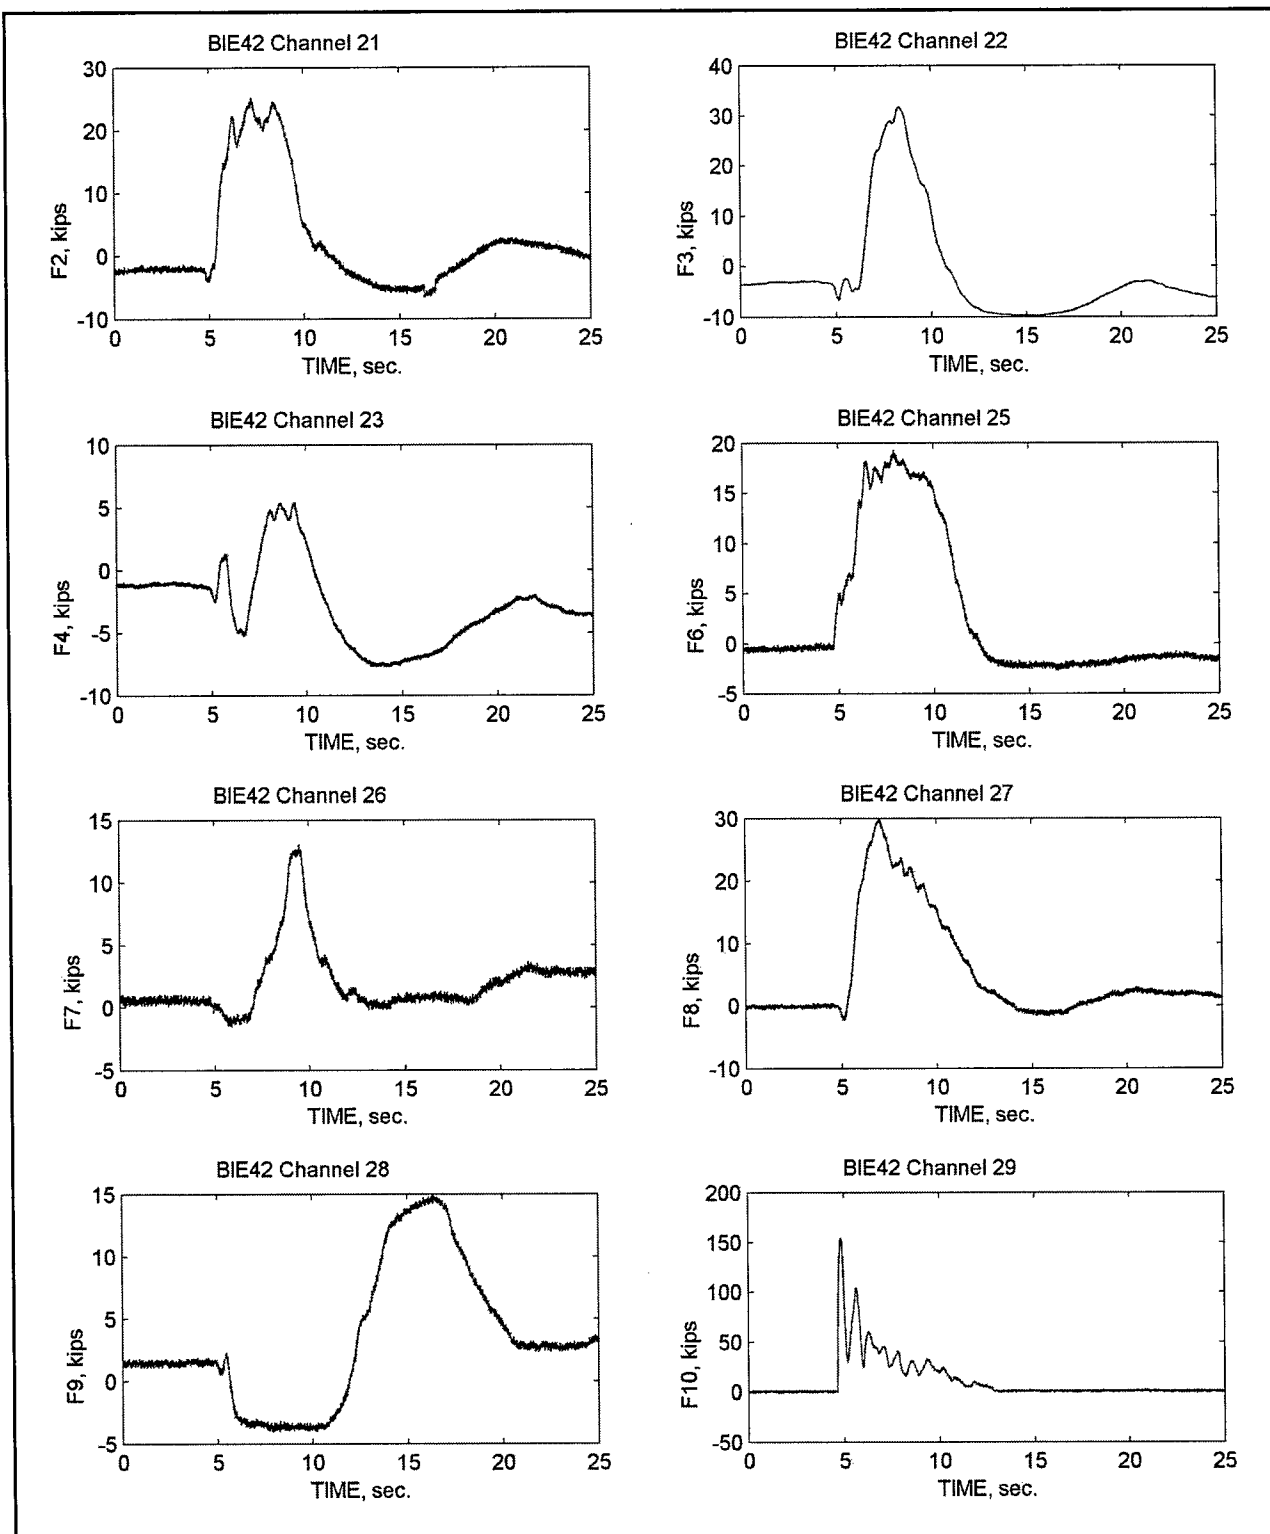 BIE42 Channel 21
30
20
10
0
-10
F2, kips
0 5 10 15 20 25
TIME, sec.
BIE42 Channel 22
40
30
20
10
0
-10
F3, kips
0 5 10 15 20 25
TIME, sec.
BIE42 Channel 23
10
5
0
-5
-10
F4, kips
0 5 10 15 20 25
TIME, sec.
BIE42 Channel 25
20
15
10
5
0
-5
F6, kips
0 5 10 15 20 25
TIME, sec.
BIE42 Channel 26
15
10
5
0
-5
F7, kips
0 5 10 15 20 25
TIME, sec.
BIE42 Channel 27
30
20
10
0
-10
F8, kips
0 5 10 15 20 25
TIME, sec.
BIE42 Channel 28
15
10
5
0
-5
F9, kips
0 5 10 15 20 25
TIME, sec.
BIE42 Channel 29
200
150
100
50
0
-50
F10, kips
0 5 10 15 20 25
TIME, sec.